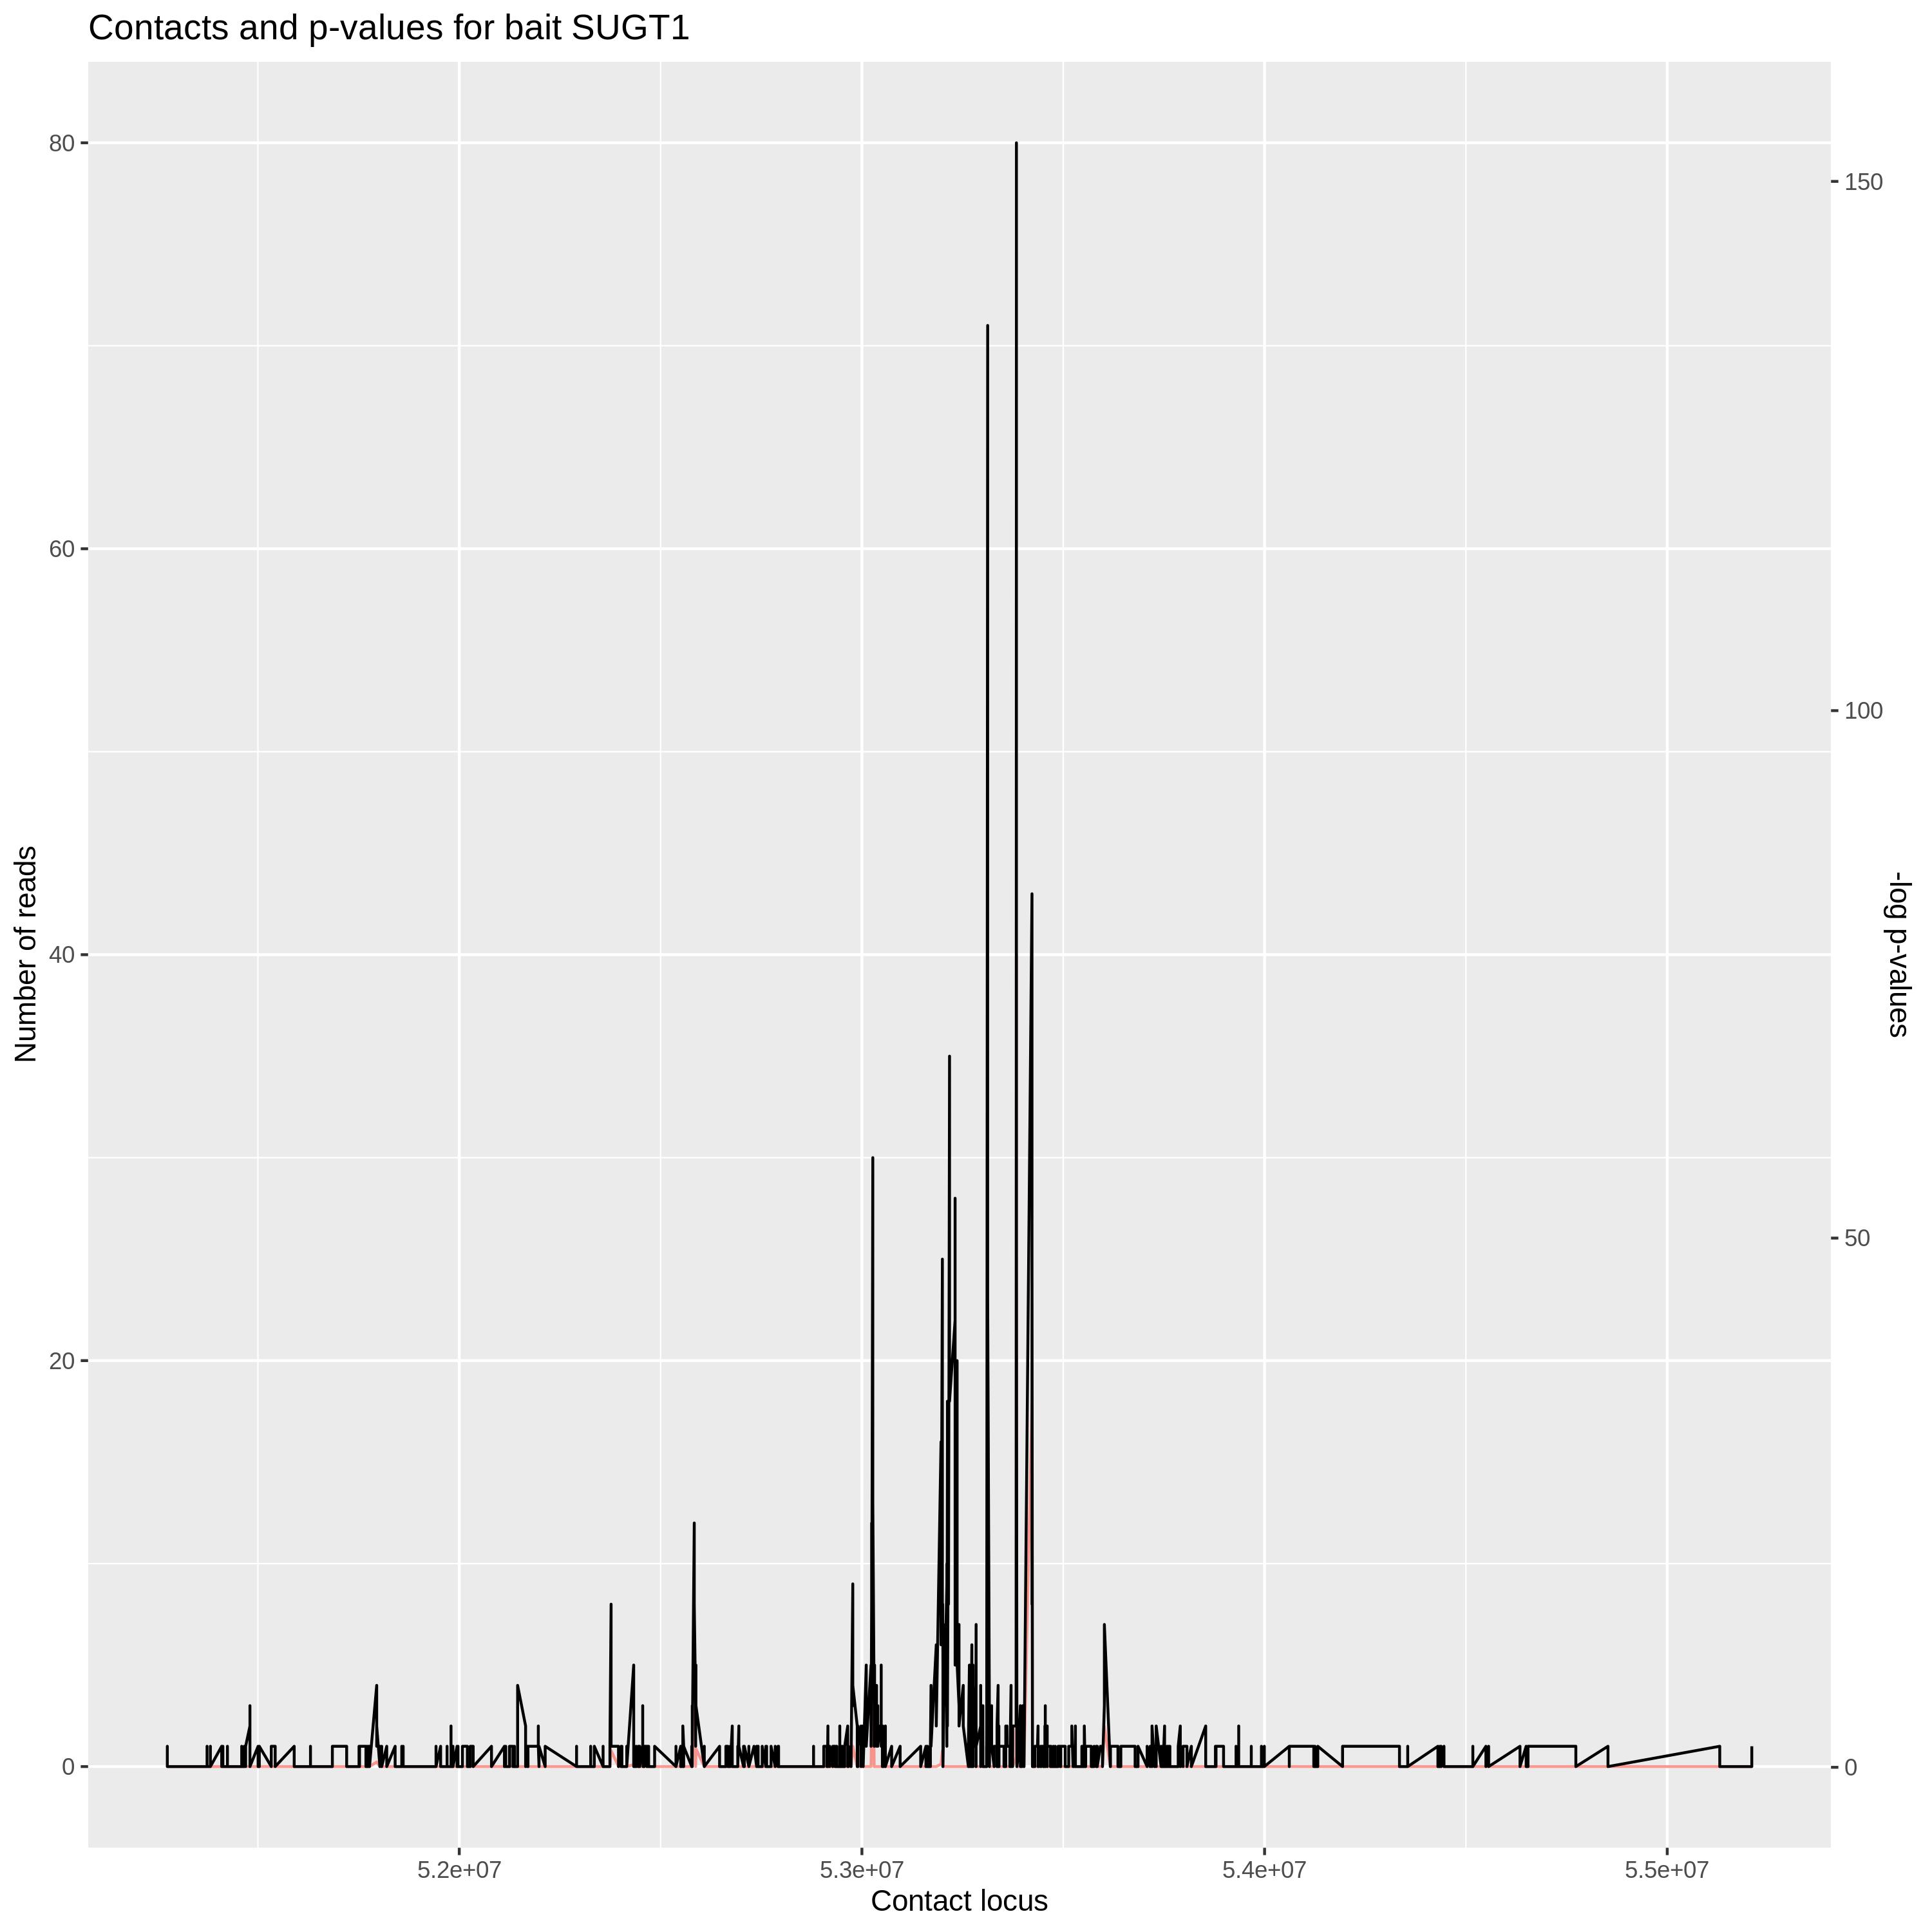 Contacts and p-values for bait SUGT1
80
60
40
20
0
150
100
50
0
Number of reads
-log p-values
5.2e+07
5.3e+07
5.4e+07
5.5e+07
Contact locus